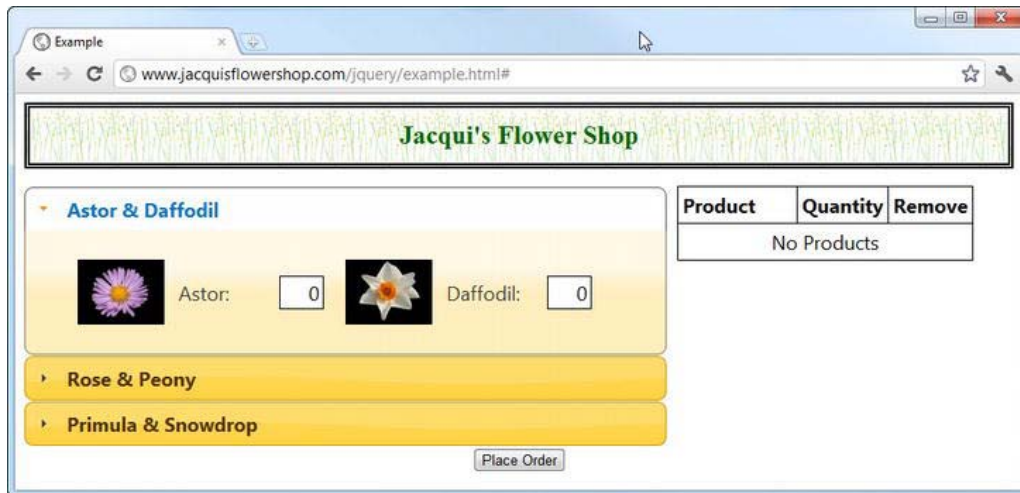 Example
www.jacquisflowershop.com/jquery/example.html#
Jacqui's Flower Shop
Astor & Daffodil
Astor: 0 Daffodil: 0
Rose & Peony
Primula & Snowdrop
Place Order
Product Quantity Remove
No Products